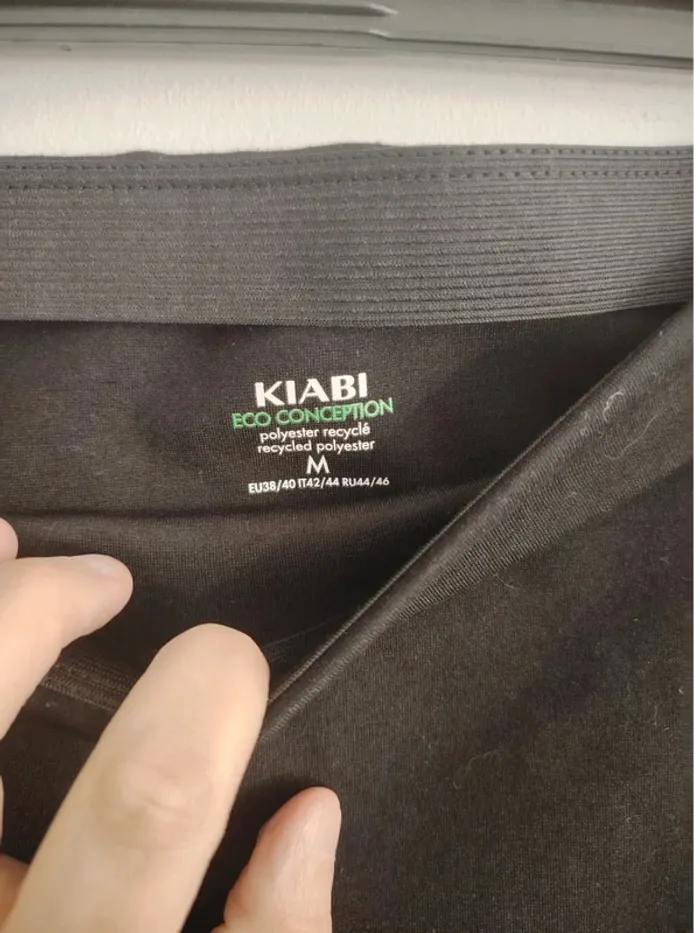 KIABI
ECO CONCEPTION
polyester recyclé
recycled polyester
M
EU38/40 IT42/44 RU44/46